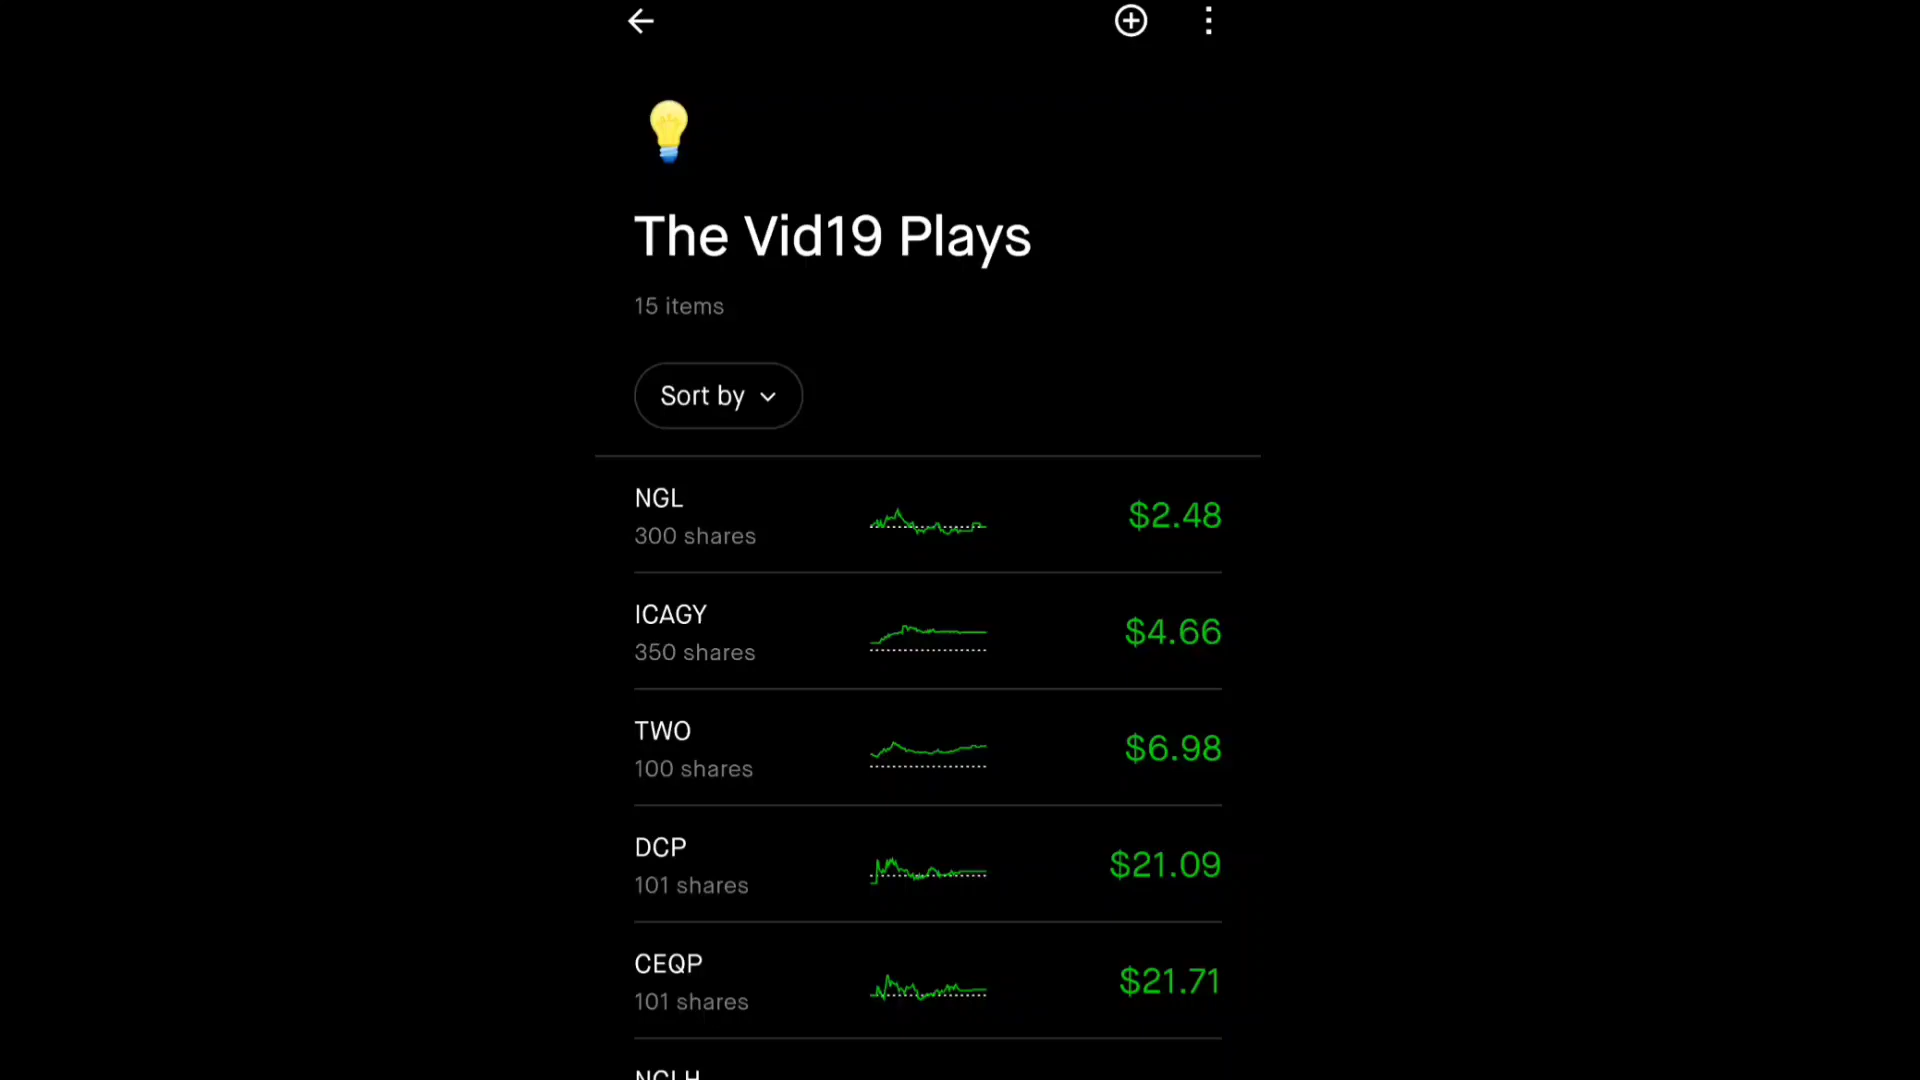 The Vid19 Plays
15 items
Sort by
NGL
300 shares
$2.48
ICAGY
350 shares
$4.66
TWO
100 shares
$6.98
DCP
101 shares
$21.09
CEQP
101 shares
$21.71